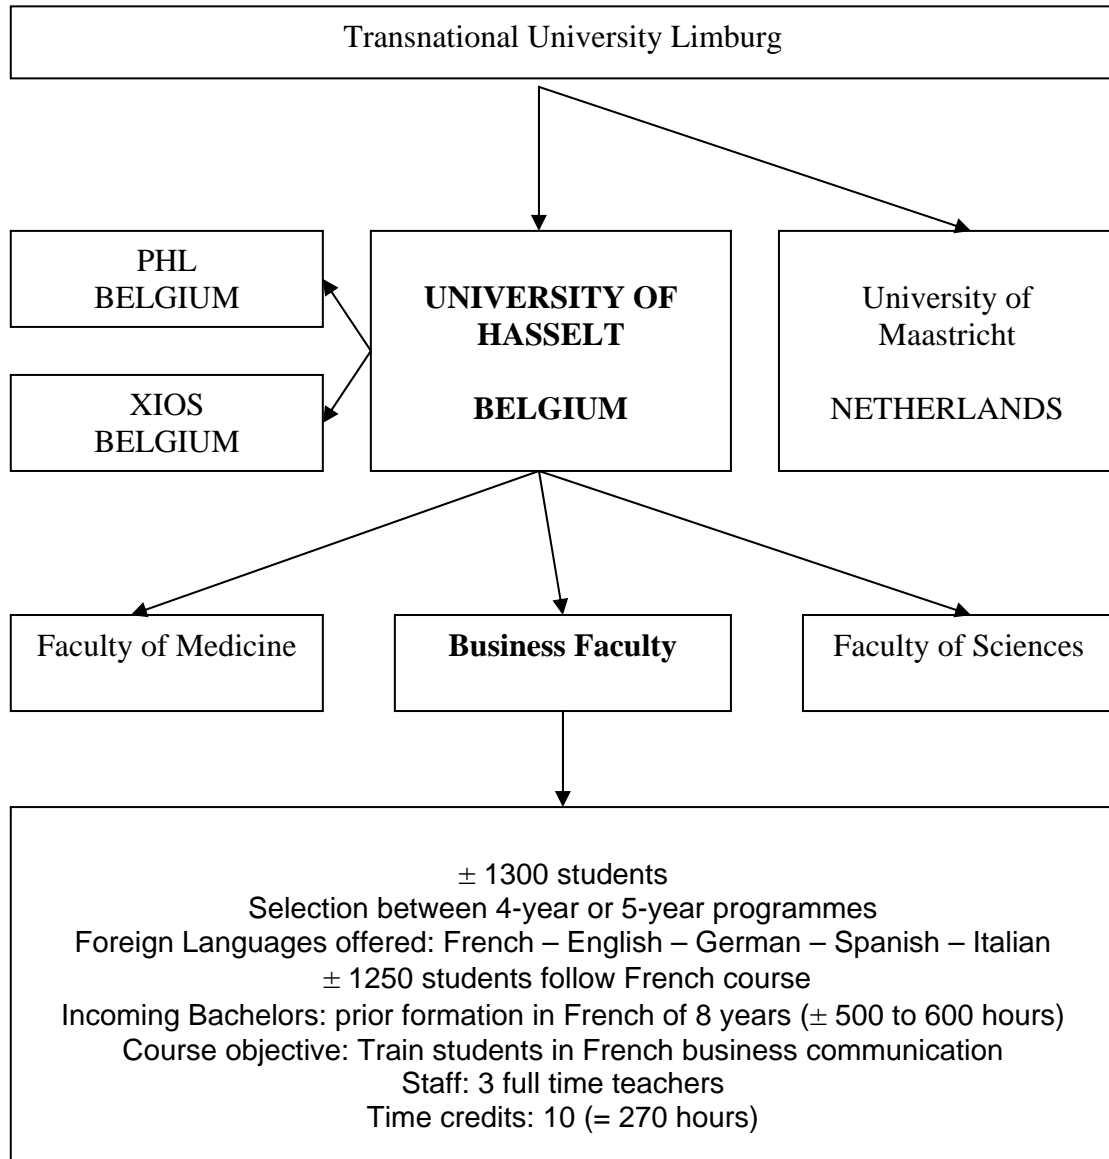 Transnational University Limburg
PHL
BELGIUM
XIOS
BELGIUM
UNIVERSITY OF
HASSELT
BELGIUM
University of
Maastricht
NETHERLANDS
Faculty of Medicine
Business Faculty
Faculty of Sciences
± 1300 students
Selection between 4-year or 5-year programmes
Foreign Languages offered: French – English – German – Spanish – Italian
± 1250 students follow French course
Incoming Bachelors: prior formation in French of 8 years (± 500 to 600 hours)
Course objective: Train students in French business communication
Staff: 3 full time teachers
Time credits: 10 (= 270 hours)